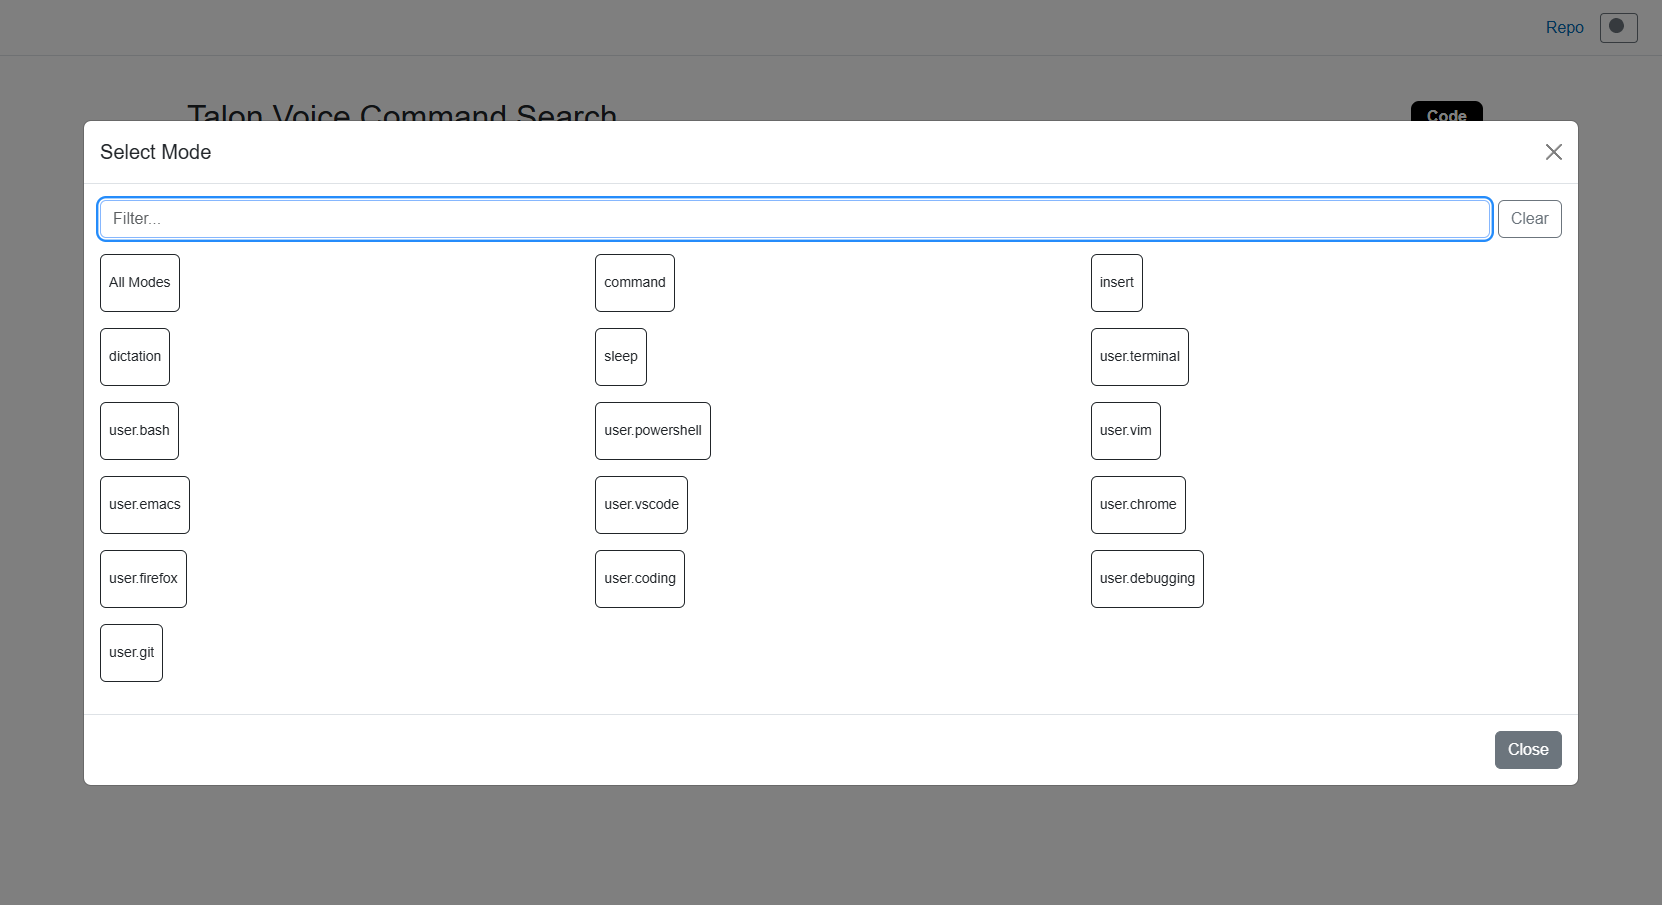 Repo
Talon Voice Command Search
Code
Select Mode
Filter...
Clear
All Modes
command
insert
dictation
sleep
user.terminal
user.bash
user.powershell
user.vim
user.emacs
user.vscode
user.chrome
user.firefox
user.coding
user.debugging
user.git
Close